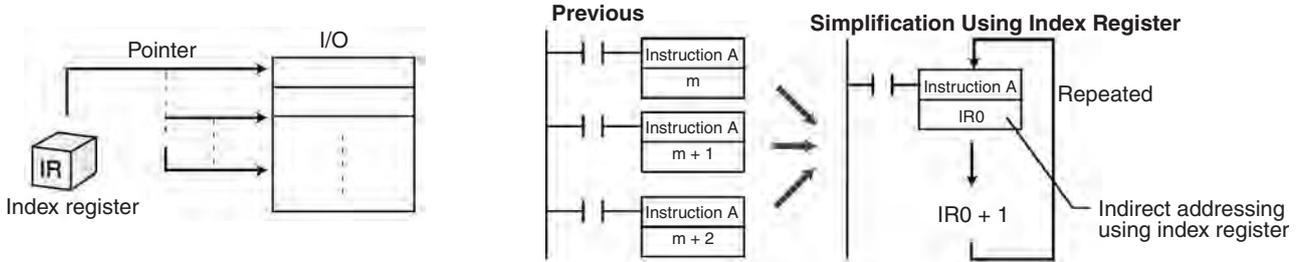 Pointer
I/O
IR
Index register
Previous
Instruction A
m
Instruction A
m + 1
Instruction A
m + 2
Simplification Using Index Register
Instruction A
IR0
Repeated
IR0 + 1
Indirect addressing
using index register